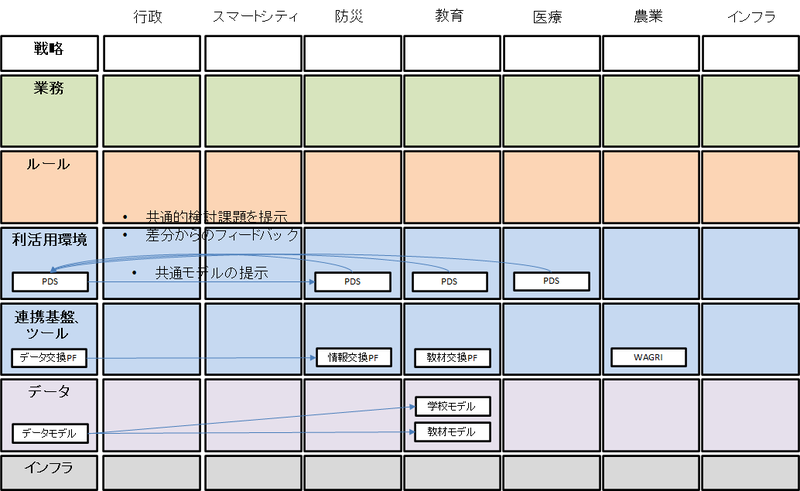 行政 スマートシティ 防災 教育 医療 農業 インフラ
戦略
業務
ルール
• 共通的検討課題を提示
• 差分からのフィードバック
利活用環境
• 共通モデルの提示
PDS PDS PDS PDS
連携基盤、
ツール
データ交換PF 情報交換PF 教材交換PF WAGRI
データ
学校モデル
データモデル 教材モデル
インフラ